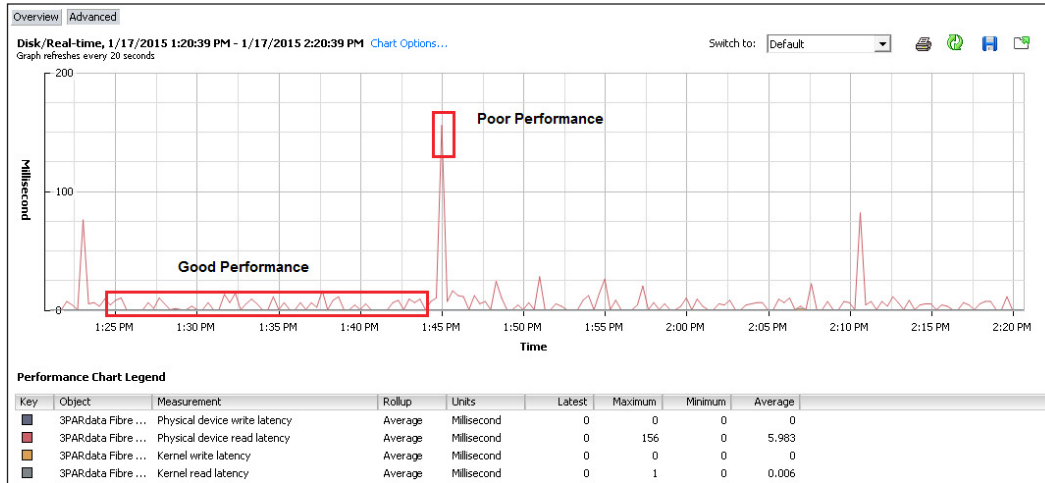 Overview Advanced
Disk/Real-time, 1/17/2015 1:20:39 PM - 1/17/2015 2:20:39 PM Chart Options... Switch to: Default
Graph refreshes every 20 seconds
200
Poor Performance
Millisecond
100
Good Performance
0
1:25 PM 1:30 PM 1:35 PM 1:40 PM 1:45 PM 1:50 PM 1:55 PM 2:00 PM 2:05 PM 2:10 PM 2:15 PM 2:20 PM
Time
Performance Chart Legend
Key Object Measurement Rollup Units Latest Maximum Minimum Average
3PARdata Fibre ... Physical device write latency Average Millisecond 0 0 0 0
3PARdata Fibre ... Physical device read latency Average Millisecond 0 156 0 5.983
3PARdata Fibre ... Kernel write latency Average Millisecond 0 0 0 0
3PARdata Fibre ... Kernel read latency Average Millisecond 0 1 0 0.006